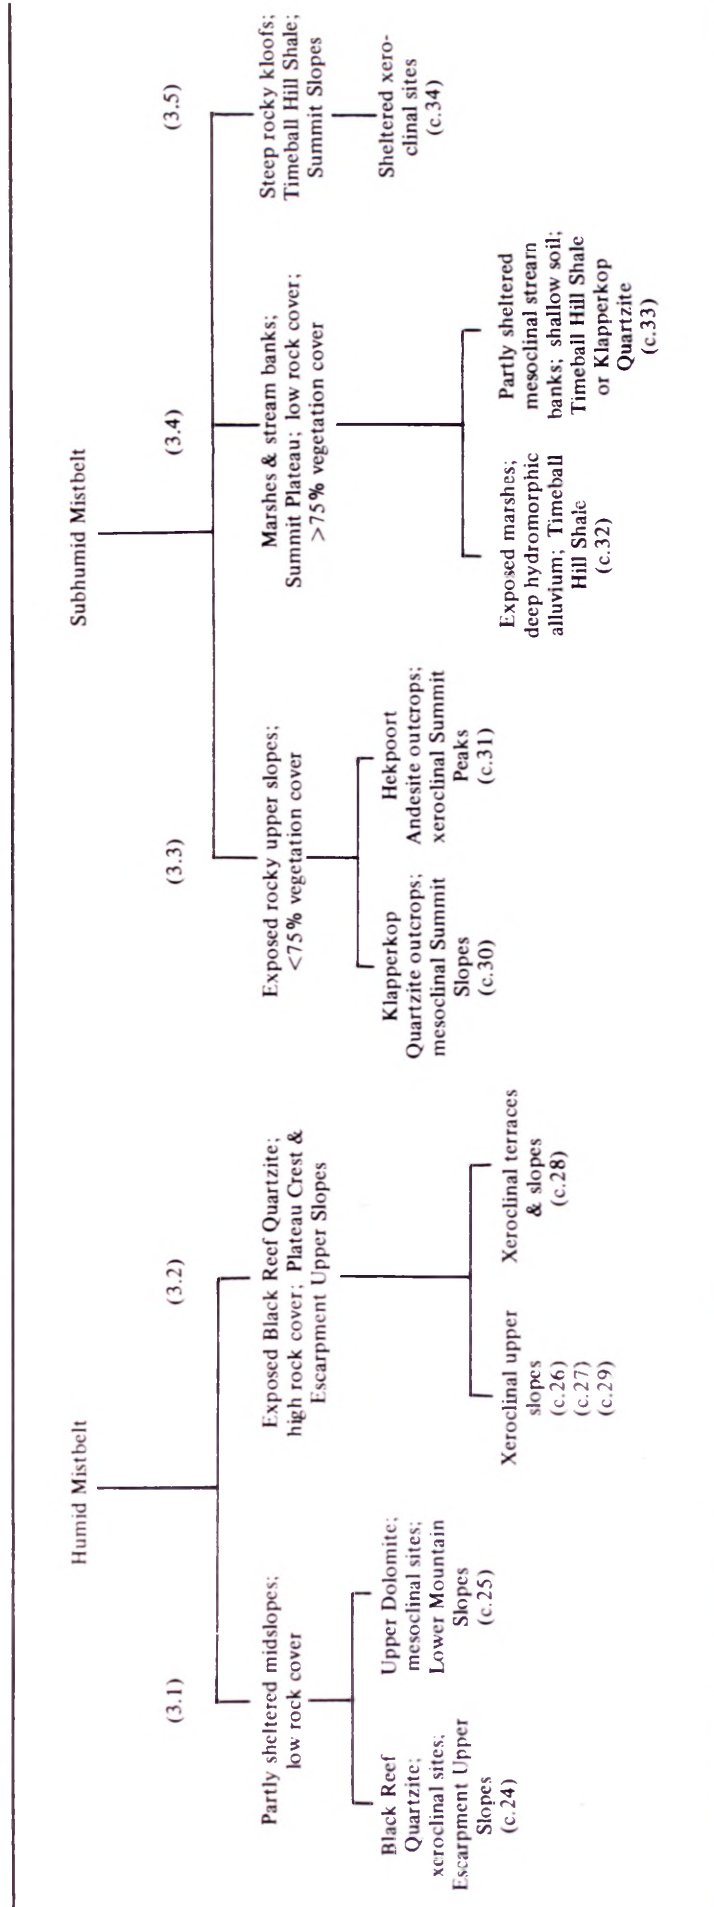 Humid Mistbelt
(3.1)
Partly sheltered midslopes;
low rock cover
Black Reef
Quartzite;
xeroclinal sites;
Escarpment Upper
Slopes
(c.24)
Upper Dolomite;
mesoclinal sites;
Lower Mountain
Slopes
(c.25)
(3.2)
Exposed Black Reef Quartzite;
high rock cover; Plateau Crest &
Escarpment Upper Slopes
Xeroclinal upper
slopes
(c.26)
(c.27)
(c.29)
Xeroclinal terraces
& slopes
(c.28)
Subhumid Mistbelt
(3.3)
Exposed rocky upper slopes;
<75% vegetation cover
Klapperkop
Quartzite outcrops;
mesoclinal Summit
Slopes
(c.30)
Hekpoort
Andesite outcrops;
xeroclinal Summit
Peaks
(c.31)
(3.4)
Marshes & stream banks;
Summit Plateau; low rock cover;
>75% vegetation cover
Exposed marshes;
deep hydromorphic
alluvium; Timeball
Hill Shale
(c.32)
Partly sheltered
mesoclinal stream
banks; shallow soil;
Timeball Hill Shale
or Klapperkop
Quartzite
(c.33)
(3.5)
Steep rocky kloofs;
Timeball Hill Shale;
Summit Slopes
Sheltered xero-
clinal sites
(c.34)